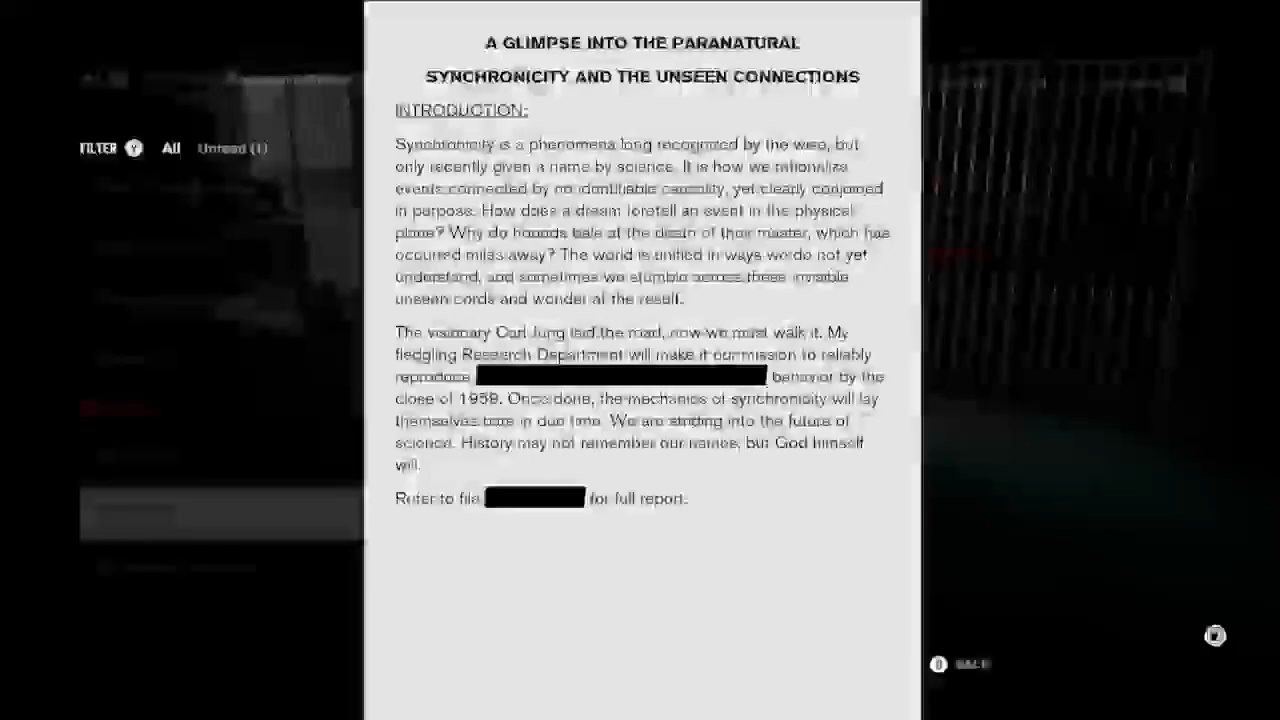 A GLIMPSE INTO THE PARANATURAL
SYNCHRONICITY AND THE UNSEEN CONNECTIONS
INTRODUCTION:
FILTER Y All Unread (1)
Synchronicity is a phenomena long recognized by the wise, but
only recently given a name by science. It is how we rationalize
events connected by no identifiable causality, yet clearly conjoined
in purpose. How does a dream foretell an event in the physical
plane? Why do hounds bale at the death of their master, which has
occurred miles away? The world is unified in ways we do not yet
understand, and sometimes we stumble across these invisible
unseen cords and wonder at the result.
The visionary Carl Jung laid the road, now we must walk it. My
fledgling Research Department will make it our mission to reliably
reproduce behavior by the
close of 1959. Once done, the mechanics of synchronicity will lay
themselves bare in due time. We are striding into the future of
science. History may not remember our names, but God himself
will.
Refer to file for full report.
B BACK